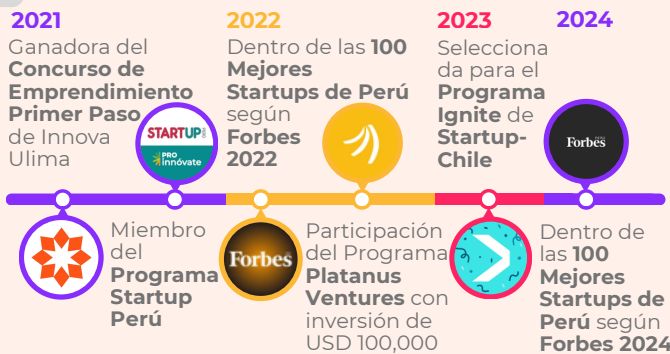 2021
Ganadora del
Concurso de
Emprendimiento
Primer Paso
de Innova
Ulima
STARTUP
PRO
innóvate
Miembro
del
Programa
Startup
Perú
2022
Dentro de las 100
Mejores
Startups de Perú
según
Forbes
2022
Forbes
Participación
del Programa
Platanus
Ventures con
inversión de
USD 100,000
2023
Selecciona
da para el
Programa
Ignite de
Startup-
Chile
2024
Forbes
Dentro de
las 100
Mejores
Startups de
Perú según
Forbes 2024